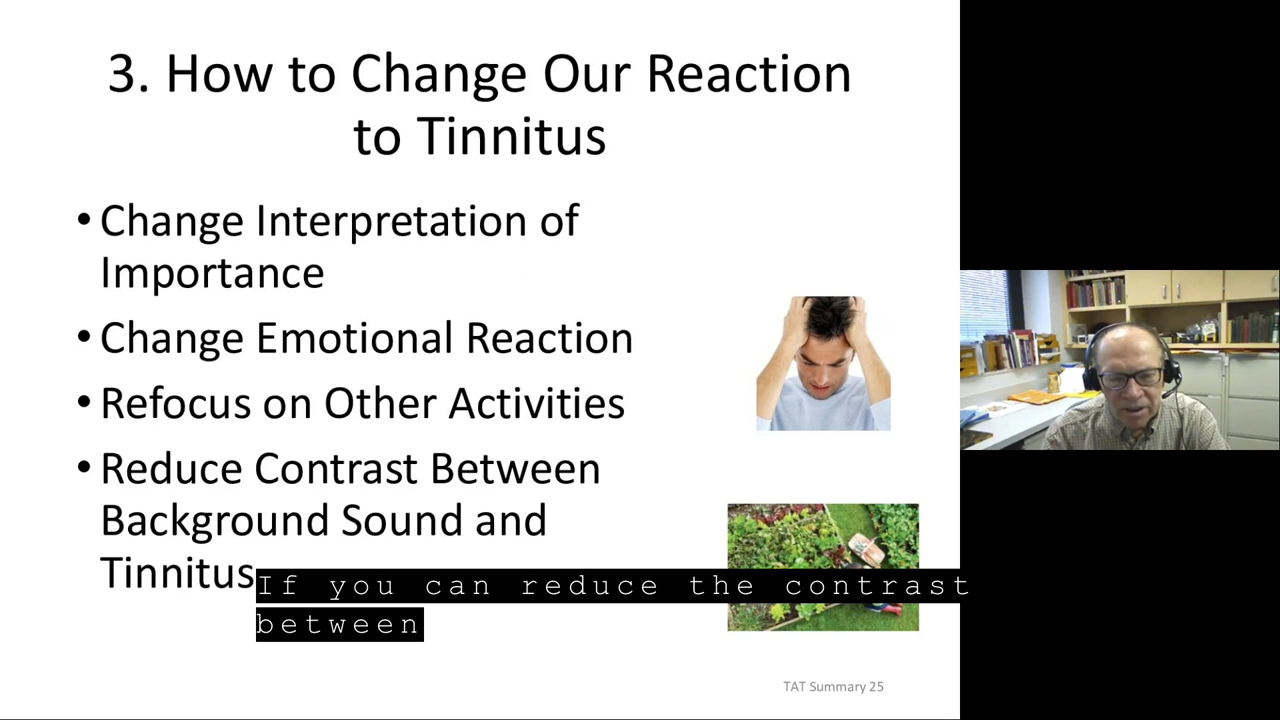 3. How to Change Our Reaction
to Tinnitus
• Change Interpretation of
Importance
• Change Emotional Reaction
• Refocus on Other Activities
• Reduce Contrast Between
Background Sound and
Tinnitus
If you can reduce the contrast
between
TAT Summary 25